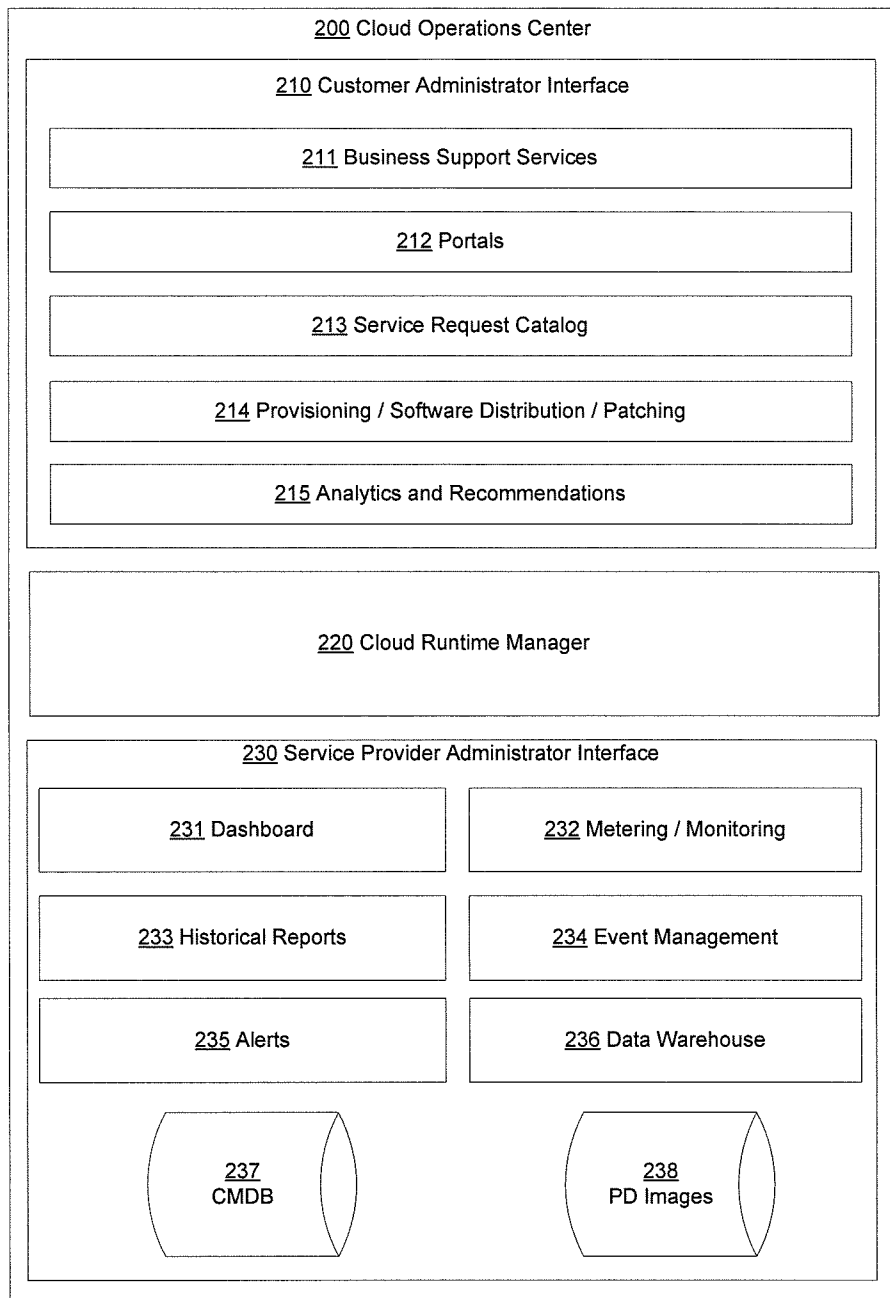 200 Cloud Operations Center
210 Customer Administrator Interface
211 Business Support Services
212 Portals
213 Service Request Catalog
214 Provisioning / Software Distribution / Patching
215 Analytics and Recommendations
220 Cloud Runtime Manager
230 Service Provider Administrator Interface
231 Dashboard
232 Metering / Monitoring
233 Historical Reports
234 Event Management
235 Alerts
236 Data Warehouse
237
CMDB
238
PD Images